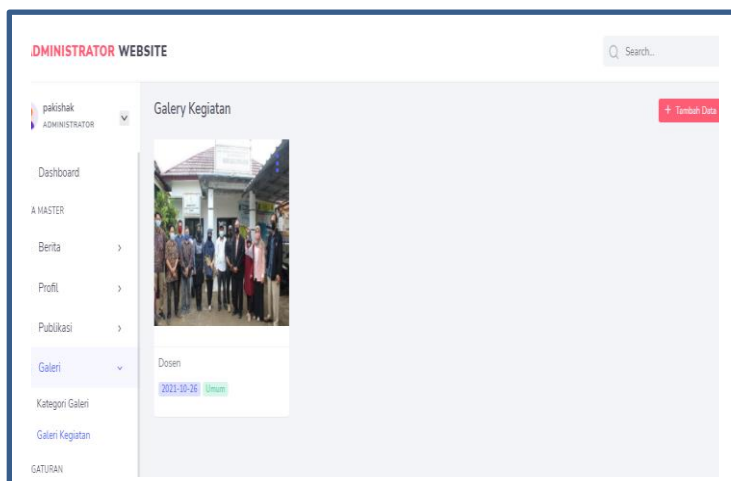 DMINISTRATOR WEBSITE
Search...
pakishak
ADMINISTRATOR
Galery Kegiatan
+ Tambah Data
Dashboard
A MASTER
Berita
Profil
Publikasi
Galeri
Dosen
2021-10-26 Umum
Kategori Galeri
Galeri Kegiatan
GATURAN